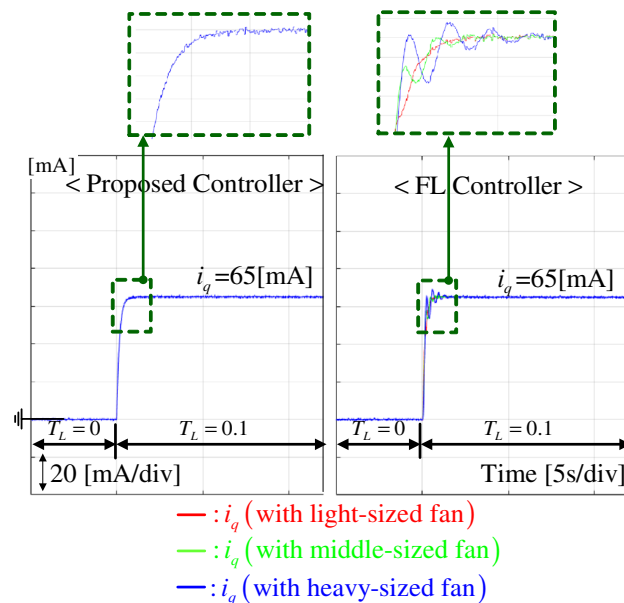 [mA]
< Proposed Controller >
< FL Controller >
i_q =65[mA]
i_q =65[mA]
T_L = 0
T_L = 0.1
T_L = 0
T_L = 0.1
20 [mA/div]
Time [5s/div]
: i_q (with light-sized fan)
: i_q (with middle-sized fan)
: i_q (with heavy-sized fan)